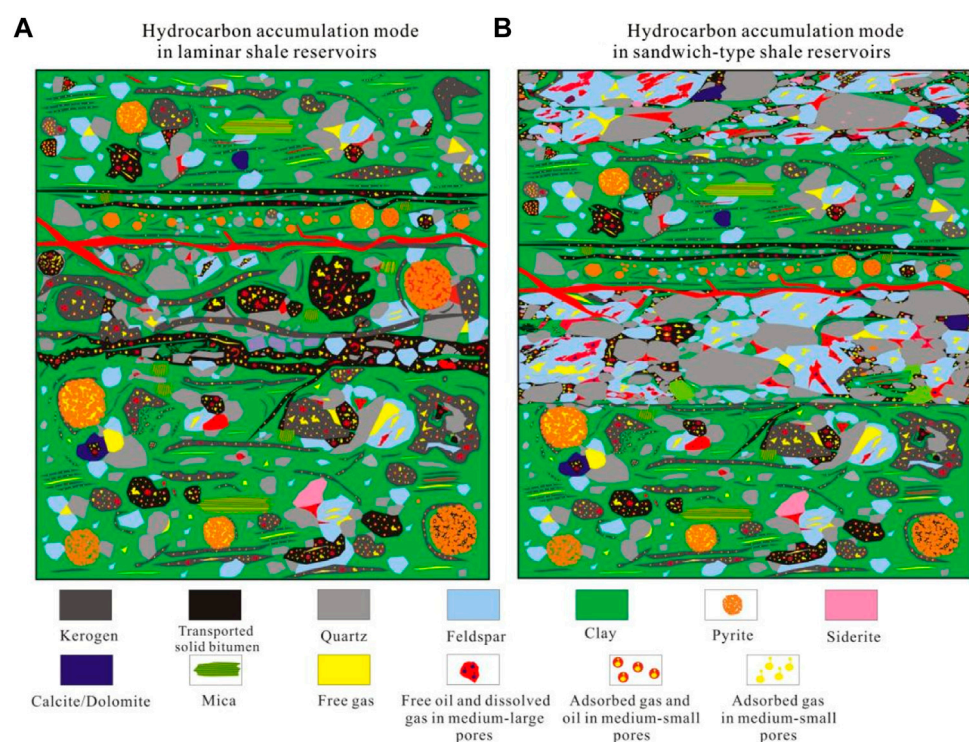 A
Hydrocarbon accumulation mode
in laminar shale reservoirs
B
Hydrocarbon accumulation mode
in sandwich-type shale reservoirs
Kerogen
Transported
solid bitumen
Quartz
Feldspar
Clay
Pyrite
Siderite
Calcite/Dolomite
Mica
Free gas
Free oil and dissolved
gas in medium-large
pores
Adsorbed gas and
oil in medium-small
pores
Adsorbed gas
in medium-small
pores